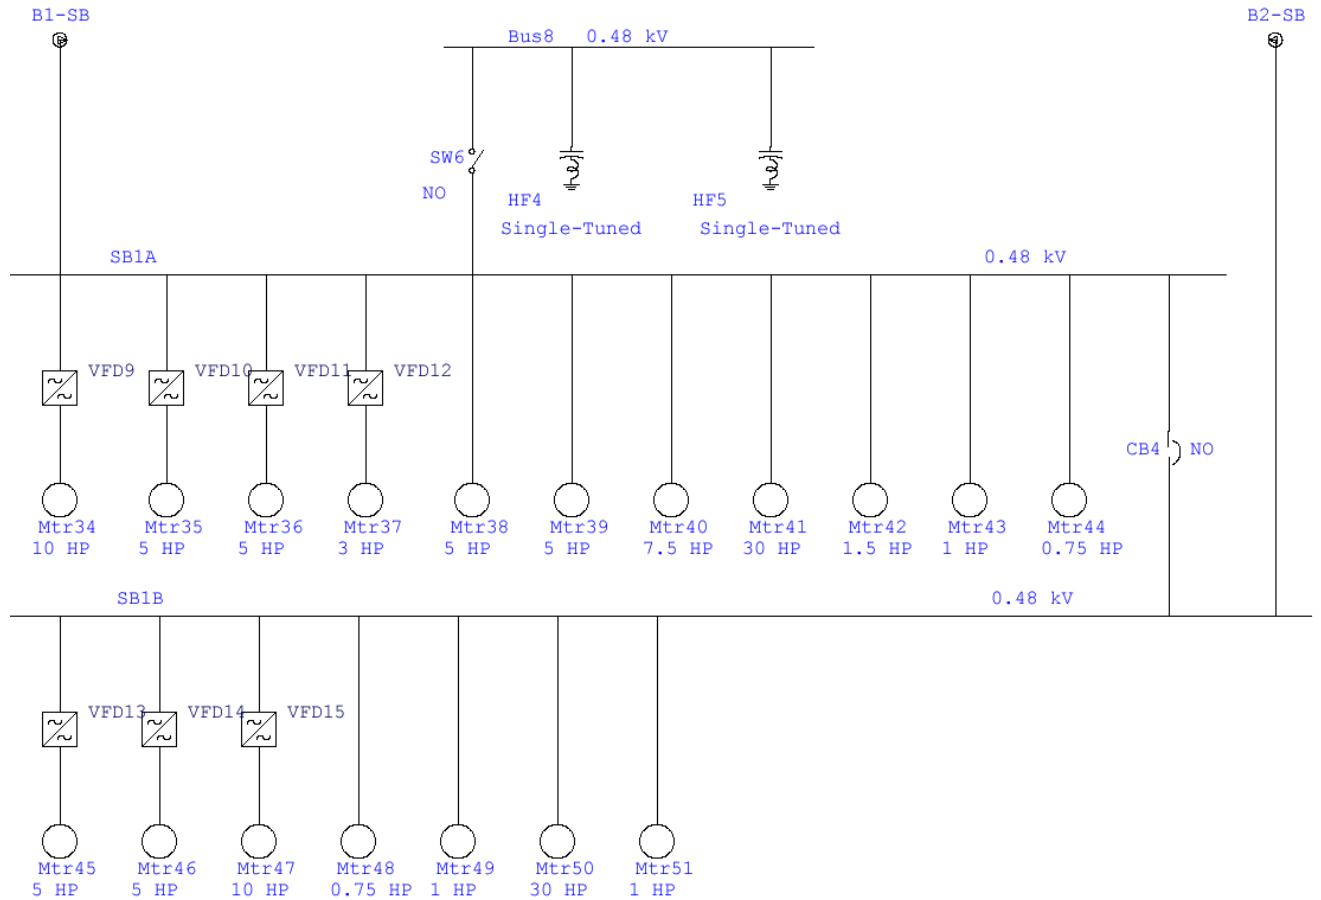 B1-SB
B2-SB
Bus8 0.48 kV
SW6
NO
HF4
HF5
Single-Tuned
Single-Tuned
SB1A
0.48 kV
VFD9
VFD10
VFD11
VFD12
CB4
NO
Mtr34
Mtr35
Mtr36
Mtr37
Mtr38
Mtr39
Mtr40
Mtr41
Mtr42
Mtr43
Mtr44
10 HP
5 HP
5 HP
3 HP
5 HP
5 HP
7.5 HP
30 HP
1.5 HP
1 HP
0.75 HP
SB1B
0.48 kV
VFD13
VFD14
VFD15
Mtr45
Mtr46
Mtr47
Mtr48
Mtr49
Mtr50
Mtr51
5 HP
5 HP
10 HP
0.75 HP
1 HP
30 HP
1 HP